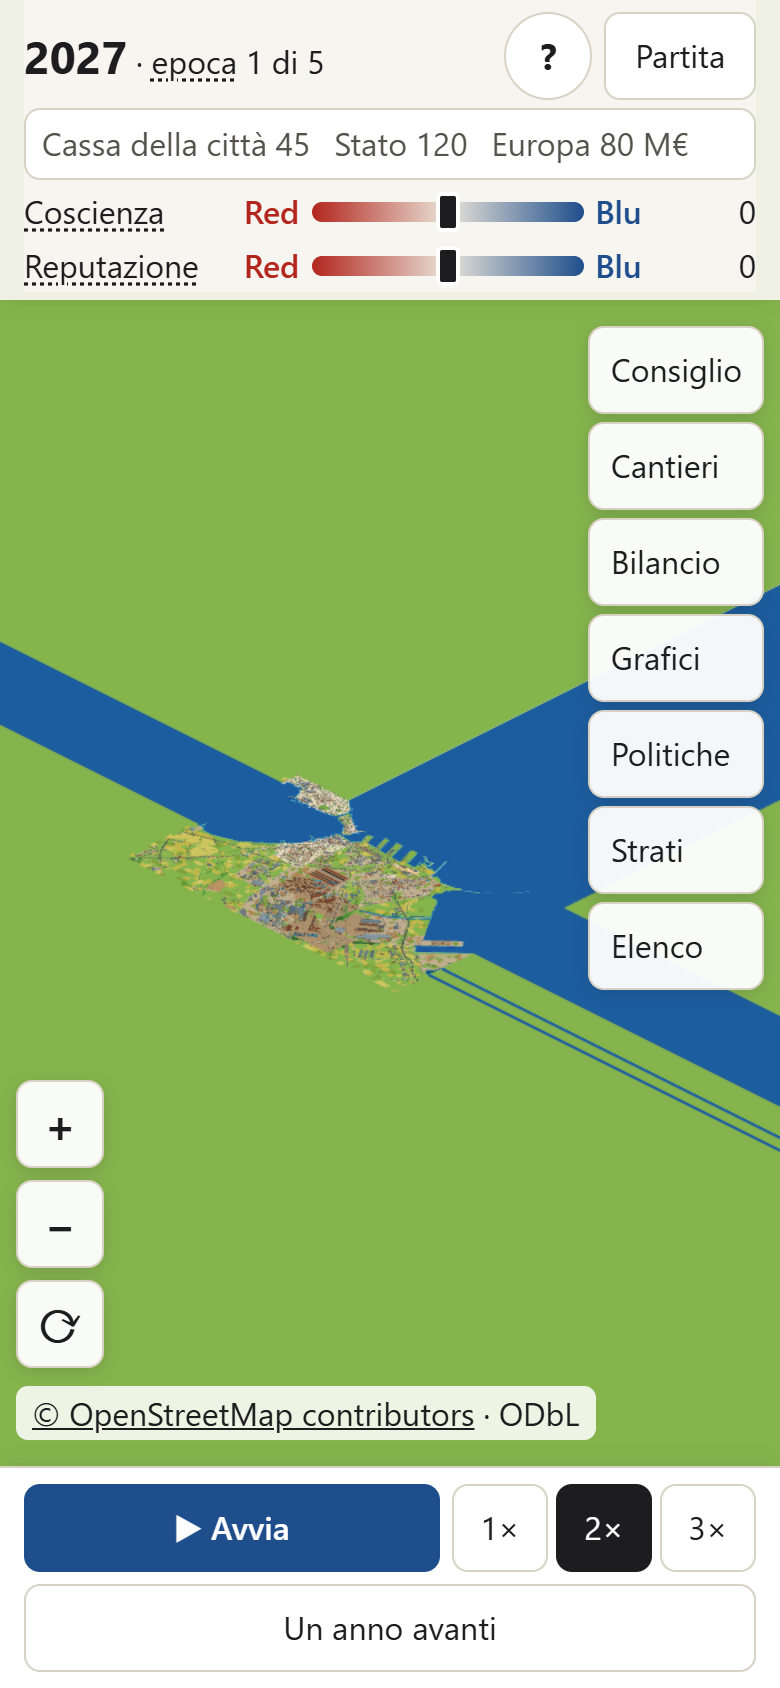 2027 · epoca 1 di 5
?
Partita
Cassa della città 45 Stato 120 Europa 80 M€
Coscienza Red Blu 0
Reputazione Red Blu 0
Consiglio
Cantieri
Bilancio
Grafici
Politiche
Strati
Elenco
+
−
© OpenStreetMap contributors · ODbL
▶ Avvia 1× 2× 3×
Un anno avanti